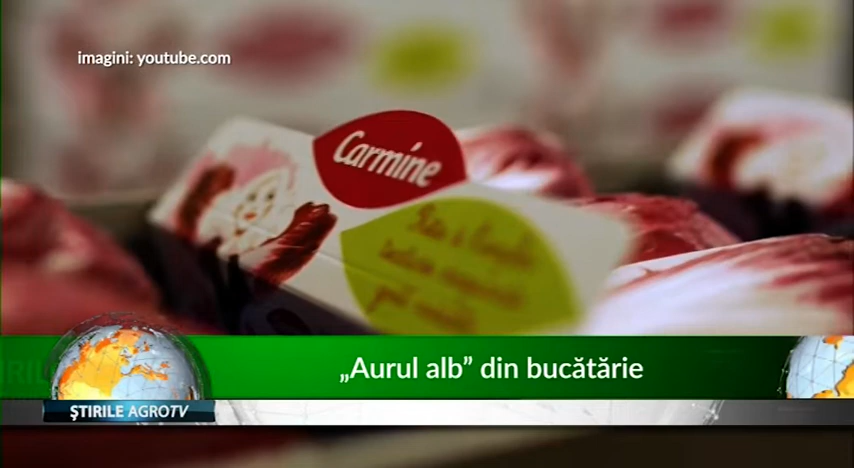 imagini: youtube.com
Carmine
„Aurul alb” din bucătărie
ȘTIRILE AGROTV